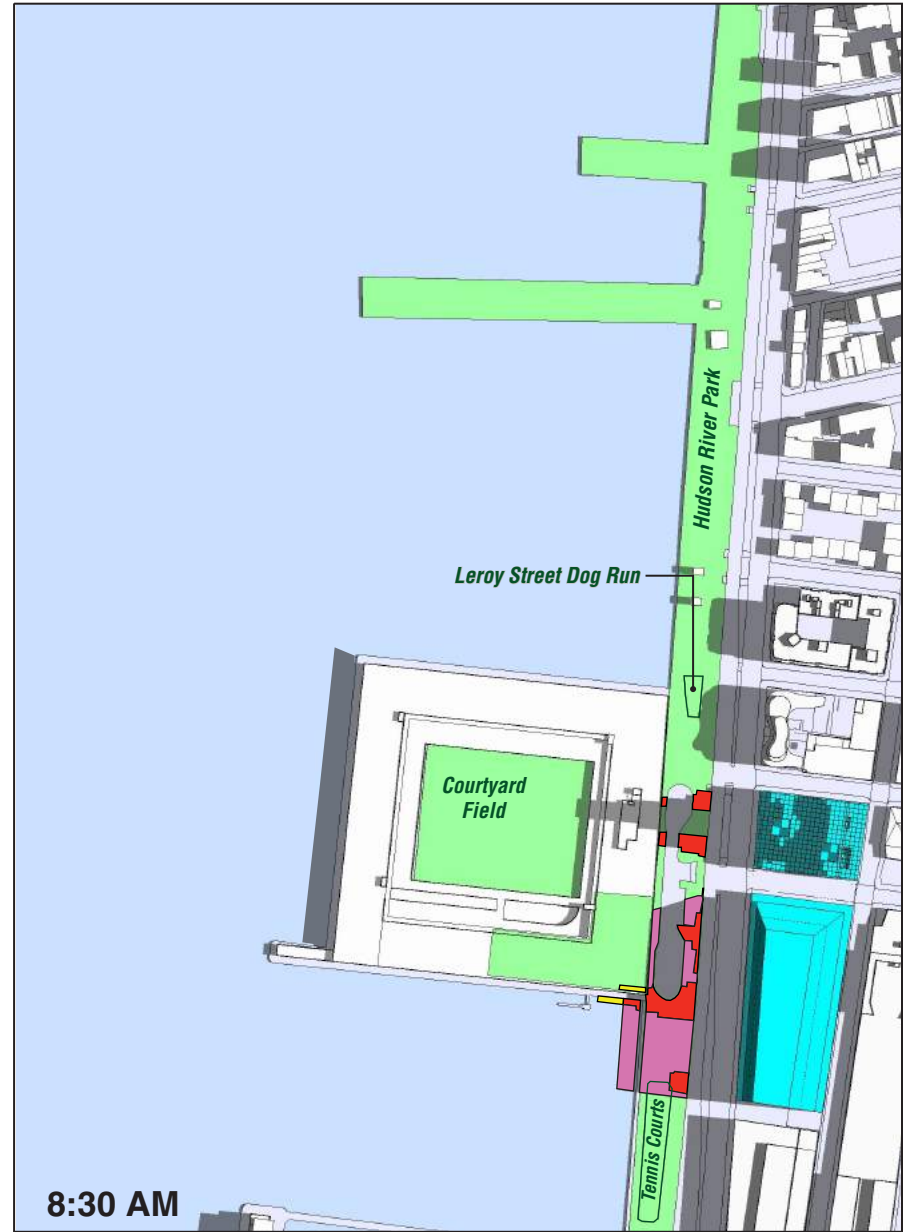 Hudson River Park
Leroy Street Dog Run
Courtyard
Field
Tennis Courts
8:30 AM